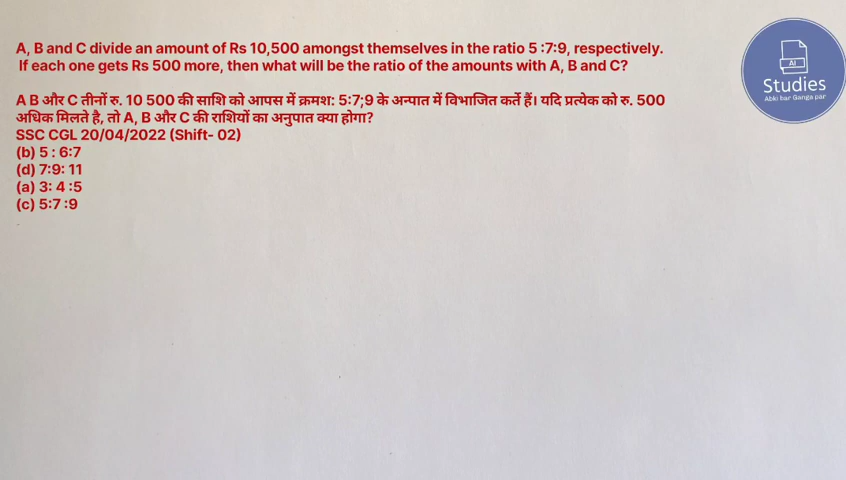 A, B and C divide an amount of Rs 10,500 amongst themselves in the ratio 5 :7:9, respectively.
If each one gets Rs 500 more, then what will be the ratio of the amounts with A, B and C?
A B और C तीनों रु. 10 500 की साशि को आपस में क्रमश: 5:7;9 के अन्पात में विभाजित कर्ते हैं। यदि प्रत्येक को रु. 500
अधिक मिलते है, तो A, B और C की राशियों का अनुपात क्या होगा?
SSC CGL 20/04/2022 (Shift- 02)
(b) 5 : 6:7
(d) 7:9: 11
(a) 3: 4 :5
(c) 5:7 :9
AI
Studies
Abki bar Ganga par